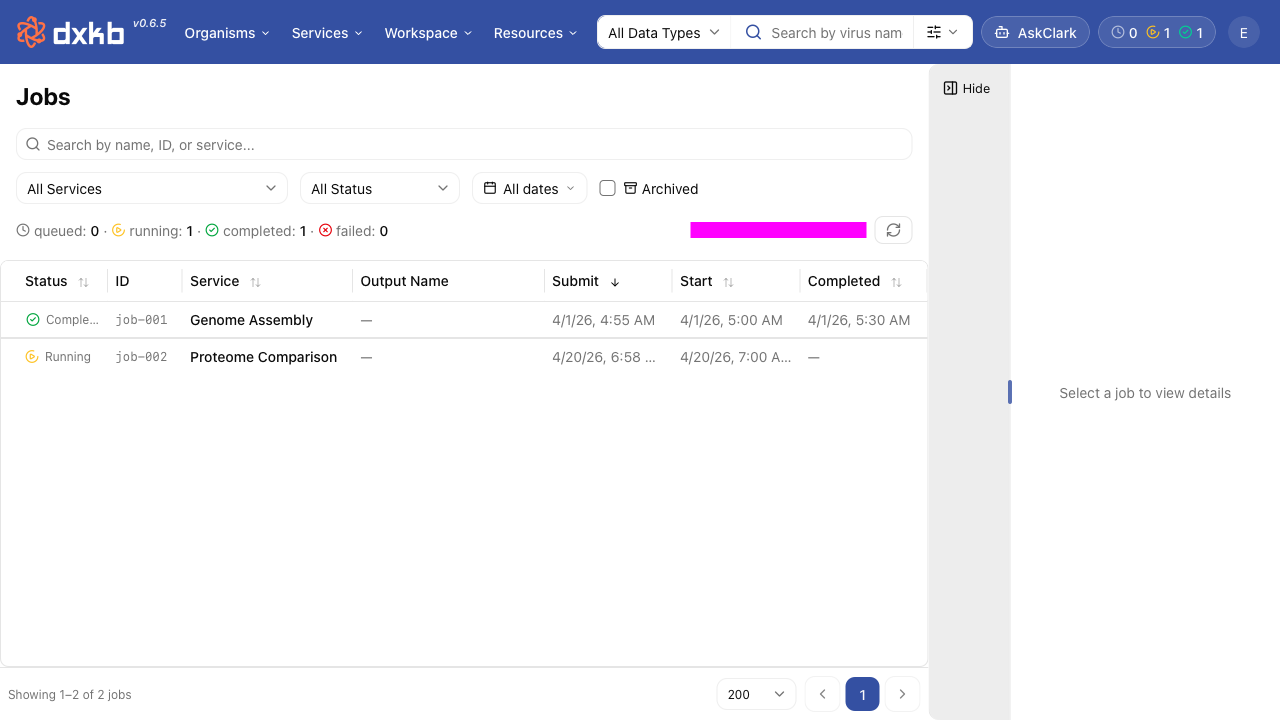 dxkb v0.6.5 Organisms Services Workspace Resources All Data Types Search by virus nam AskClark 0 1 1 E
Jobs
Hide
Search by name, ID, or service...
All Services All Status All dates Archived
queued: 0 · running: 1 · completed: 1 · failed: 0
Status ID Service Output Name Submit Start Completed
Comple... job-001 Genome Assembly — 4/1/26, 4:55 AM 4/1/26, 5:00 AM 4/1/26, 5:30 AM
Running job-002 Proteome Comparison — 4/20/26, 6:58 ... 4/20/26, 7:00 A... —
Select a job to view details
Showing 1–2 of 2 jobs 200 1